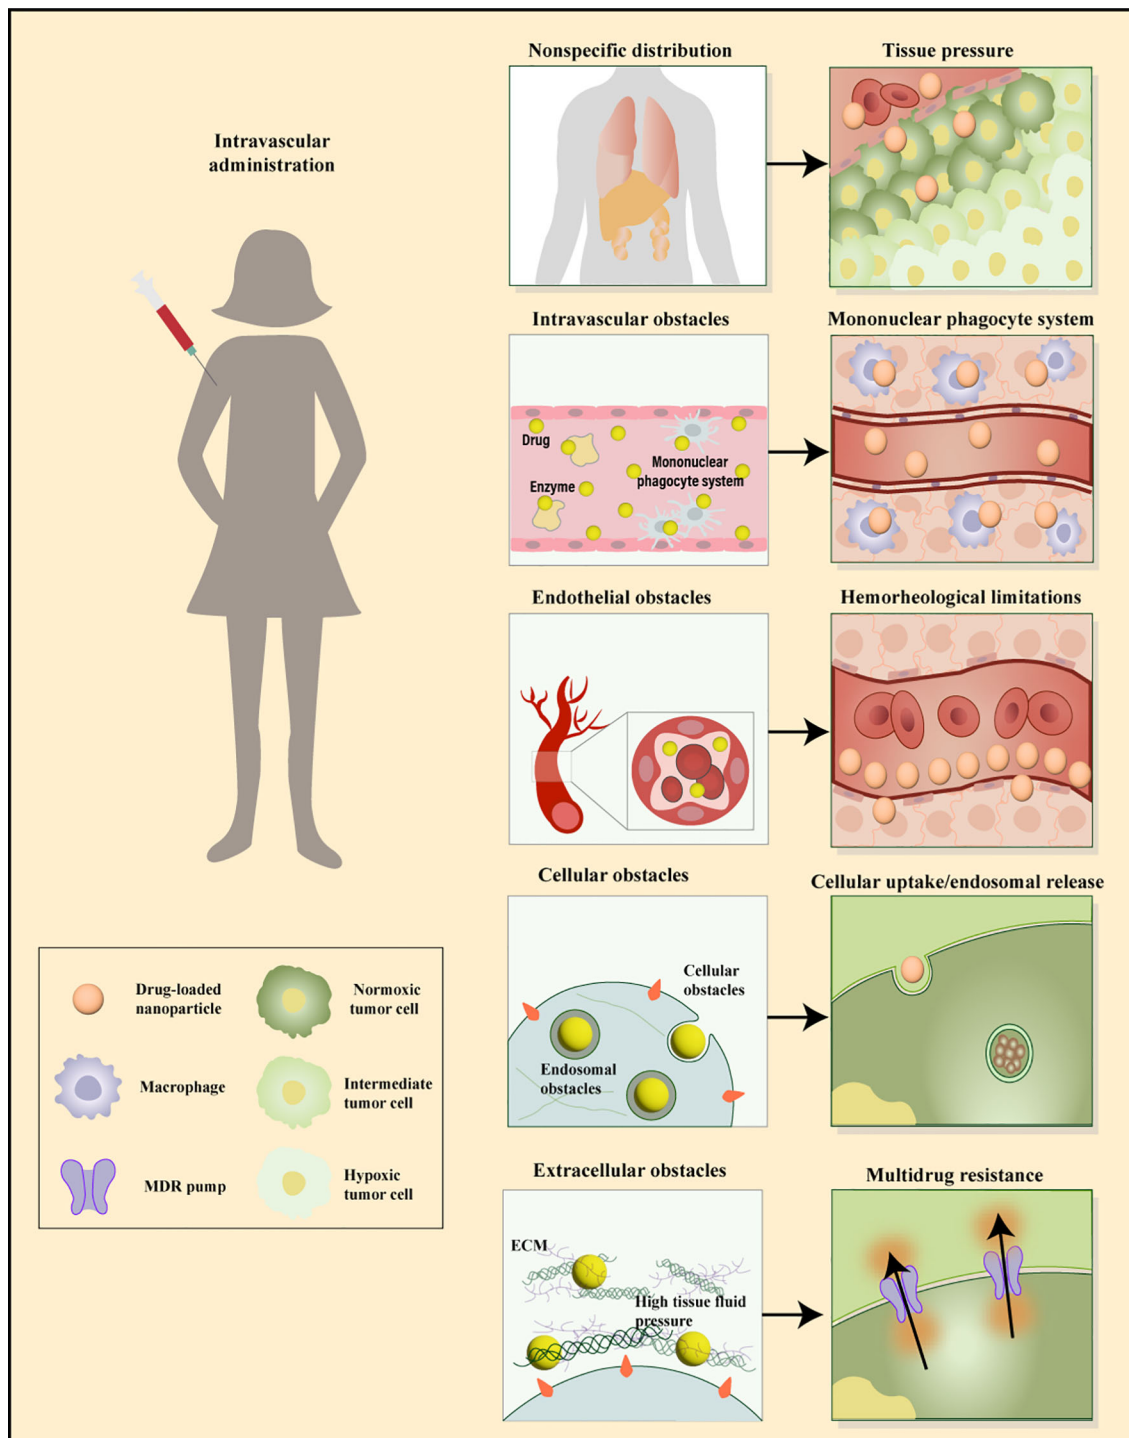 Intravascular
administration
Nonspecific distribution
Tissue pressure
Intravascular obstacles
Drug
Enzyme
Mononuclear
phagocyte system
Mononuclear phagocyte system
Endothelial obstacles
Hemorheological limitations
Cellular obstacles
Cellular
obstacles
Endosomal
obstacles
Cellular uptake/endosomal release
Extracellular obstacles
ECM
High tissue fluid
pressure
Multidrug resistance
Drug-loaded
nanoparticle
Normoxic
tumor cell
Macrophage
Intermediate
tumor cell
MDR pump
Hypoxic
tumor cell